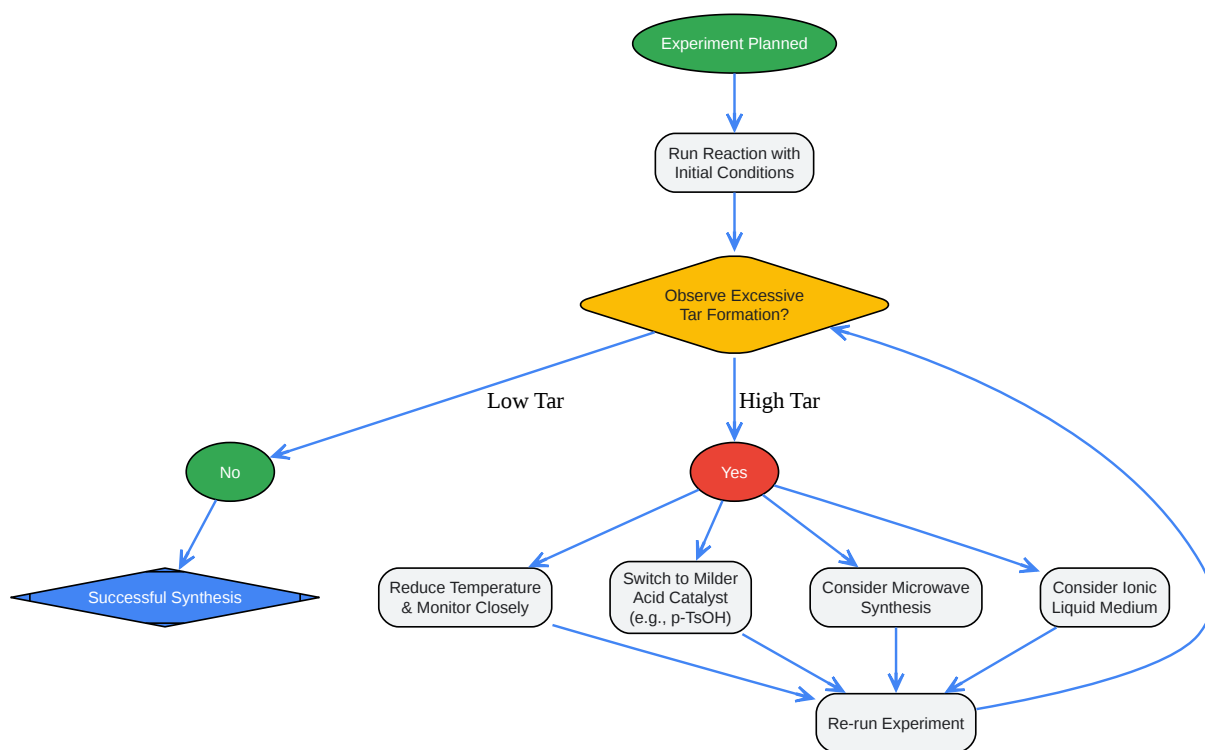 Experiment Planned
Run Reaction with
Initial Conditions
Observe Excessive
Tar Formation?
Low Tar
High Tar
No
Yes
Successful Synthesis
Reduce Temperature
& Monitor Closely
Switch to Milder
Acid Catalyst
(e.g., p-TsOH)
Consider Microwave
Synthesis
Consider Ionic
Liquid Medium
Re-run Experiment